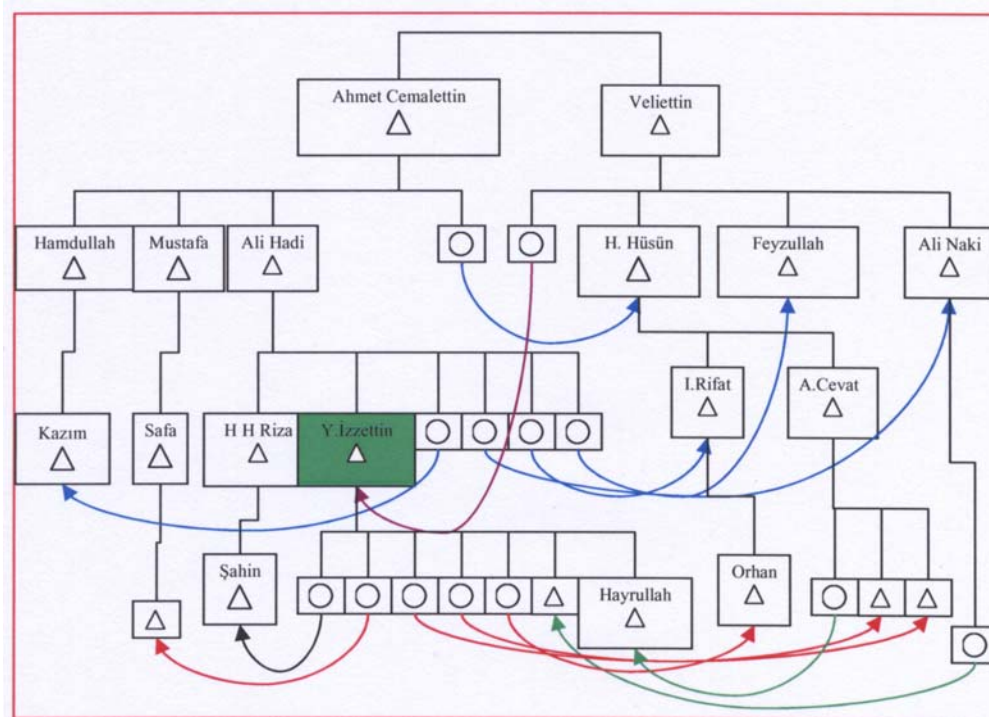 Ahmet Cemalettin
Veliettin
Hamdullah
Mustafa
Ali Hadi
H. Hüsün
Feyzullah
Ali Naki
I.Rifat
A.Cevat
Kazım
Safa
H H Riza
Y.İzzettin
Şahin
Hayrullah
Orhan